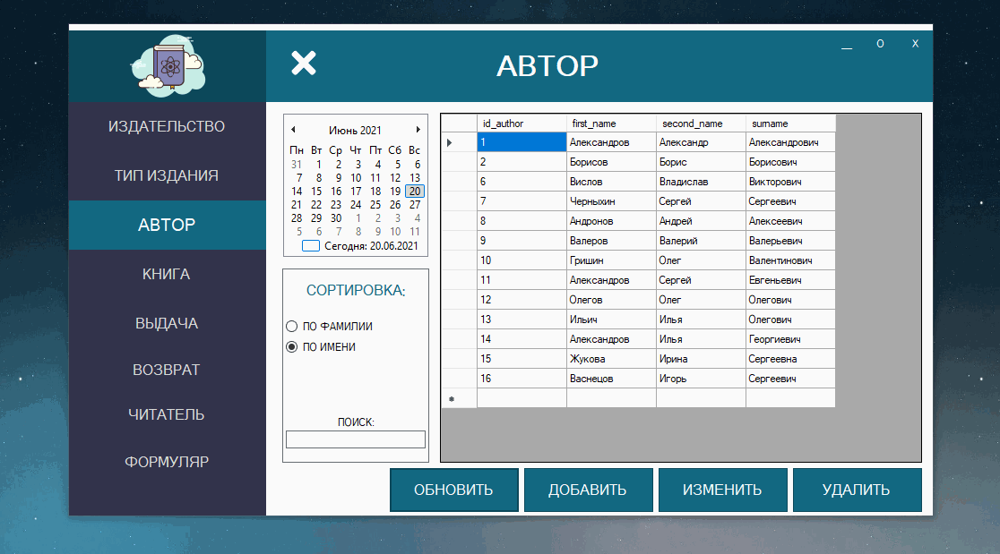 АВТОР
_ O X
ИЗДАТЕЛЬСТВО
ТИП ИЗДАНИЯ
АВТОР
КНИГА
ВЫДАЧА
ВОЗВРАТ
ЧИТАТЕЛЬ
ФОРМУЛЯР
Июнь 2021
Пн Вт Ср Чт Пт Сб Вс
31 1 2 3 4 5 6
7 8 9 10 11 12 13
14 15 16 17 18 19 20
21 22 23 24 25 26 27
28 29 30 1 2 3 4
5 6 7 8 9 10 11
Сегодня: 20.06.2021
СОРТИРОВКА:
ПО ФАМИЛИИ
ПО ИМЕНИ
ПОИСК:
id_author first_name second_name surname
1 Александров Александр Александрович
2 Борисов Борис Борисович
6 Вислов Владислав Викторович
7 Черныхин Сергей Сергеевич
8 Андронов Андрей Алексеевич
9 Валеров Валерий Валерьевич
10 Гришин Олег Валентинович
11 Александров Сергей Евгеньевич
12 Олегов Олег Олегович
13 Ильич Илья Олегович
14 Александров Илья Георгиевич
15 Жукова Ирина Сергеевна
16 Васнецов Игорь Сергеевич
ОБНОВИТЬ ДОБАВИТЬ ИЗМЕНИТЬ УДАЛИТЬ